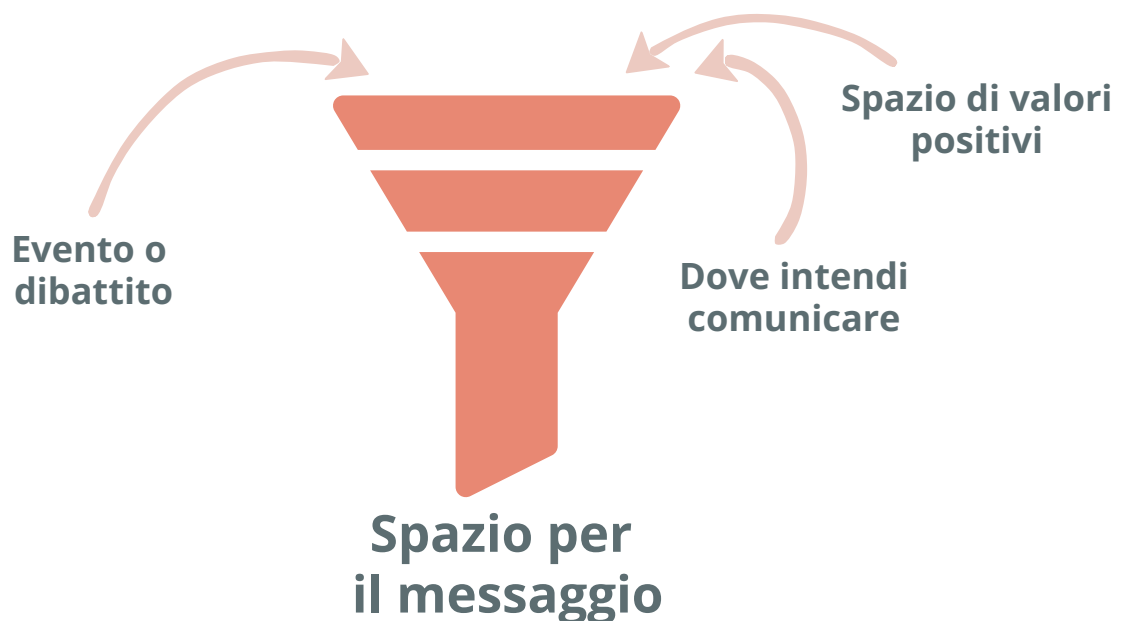 Spazio di valori
positivi
Evento o
dibattito
Dove intendi
comunicare
Spazio per
il messaggio